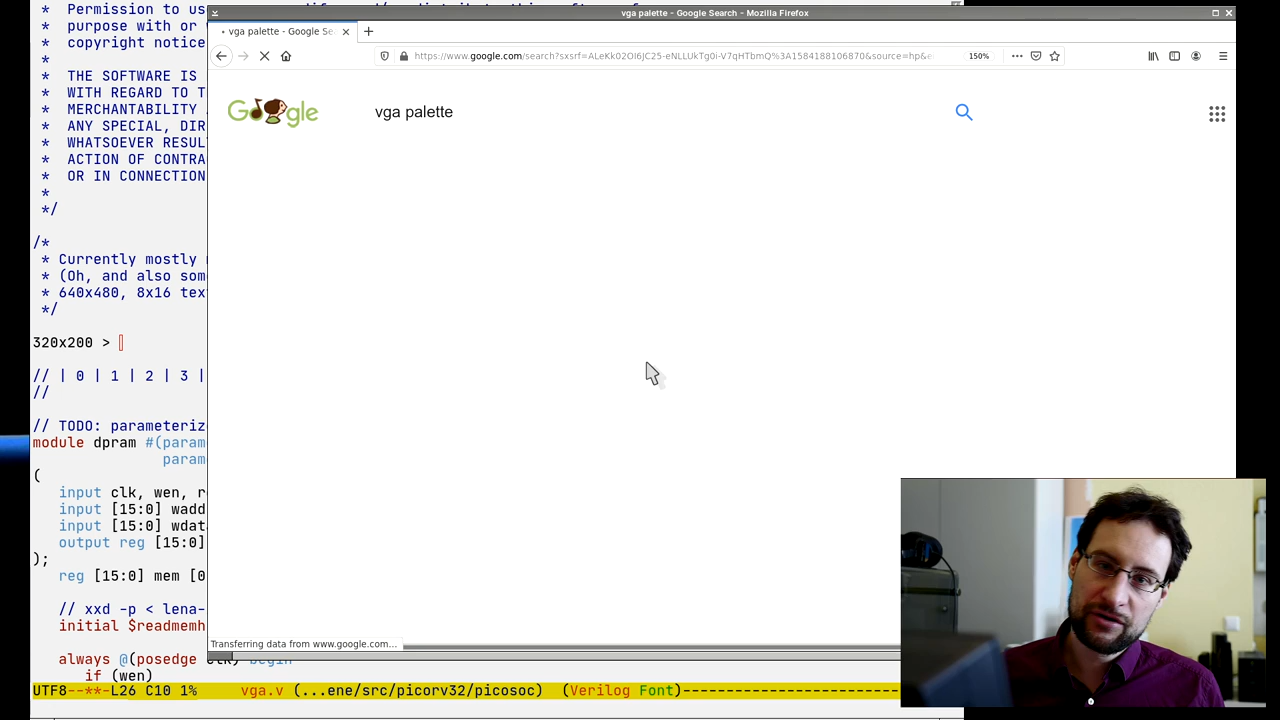 *  Permission to us
*  purpose with or
*  copyright notice
*
*  THE SOFTWARE IS
*  WITH REGARD TO T
*  MERCHANTABILITY
*  ANY SPECIAL, DIR
*  WHATSOEVER RESUL
*  ACTION OF CONTRA
*  OR IN CONNECTION
*
*/
/*
* Currently mostly
* (Oh, and also som
* 640x480, 8x16 tex
*/
320x200 >
// | 0 | 1 | 2 | 3 |
//
// TODO: parameteriz
module dpram #(param
param
(
input clk, wen, r
input [15:0] wadd
input [15:0] wdat
output reg [15:0]
);
reg [15:0] mem [0
// xxd -p < lena-
initial $readmemh
always @(posedge clk) begin
if (wen)
UTF8--**-L26 C10 1% vga.v (...ene/src/picorv32/picosoc) (Verilog Font)
vga palette - Google Search - Mozilla Firefox
vga palette - Google Se
https://www.google.com/search?sxsrf=ALeKk02OI6JC25-eNLLUkTg0i-V7qHTbmQ%3A1584188106870&source=hp&e
150%
Google
vga palette
Transferring data from www.google.com...